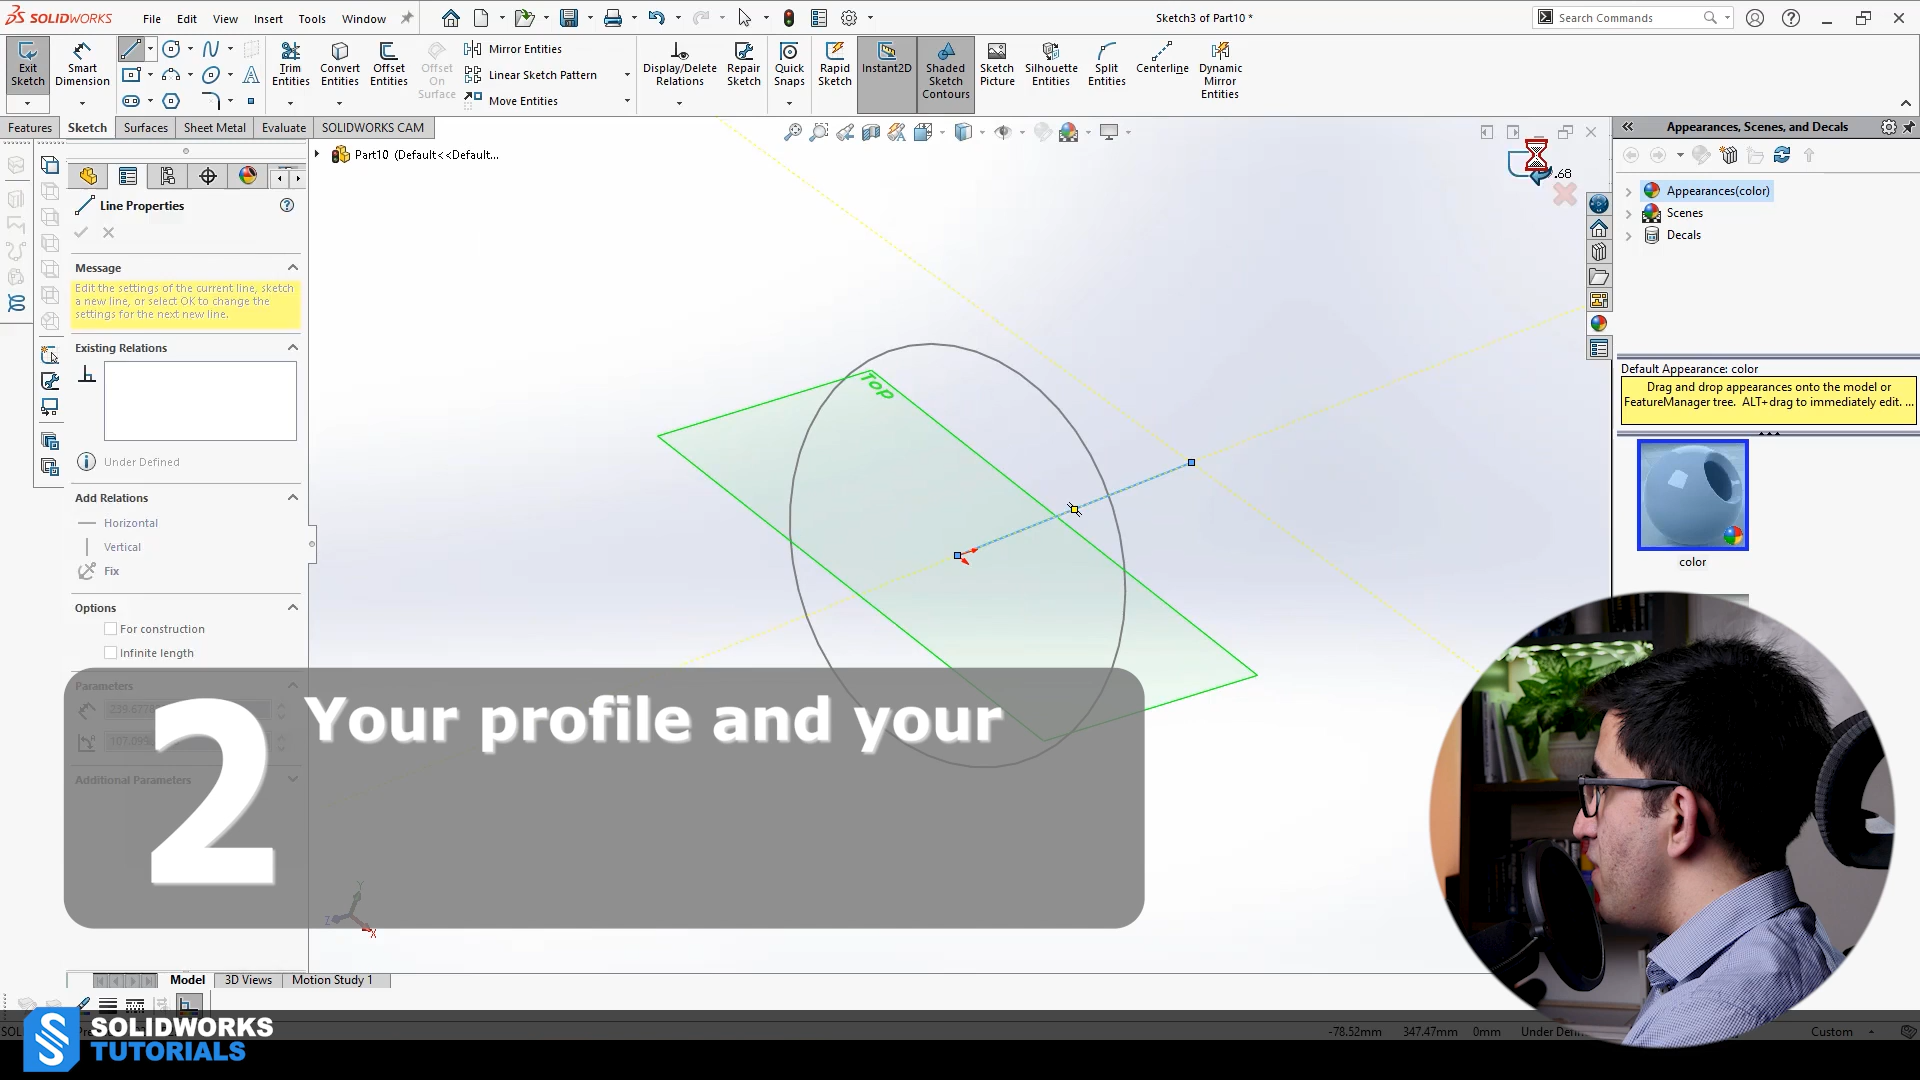 SOLIDWORKS
File
Edit
View
Insert
Tools
Window
Sketch3 of Part10 *
Search Commands
Exit
Sketch
Smart
Dimension
Trim
Entities
Convert
Entities
Offset
Entities
Offset
On
Surface
Mirror Entities
Linear Sketch Pattern
Move Entities
Display/Delete
Relations
Repair
Sketch
Quick
Snaps
Rapid
Sketch
Instant2D
Shaded
Sketch
Contours
Sketch
Picture
Silhouette
Entities
Split
Entities
Centerline
Dynamic
Mirror
Entities
Features
Sketch
Surfaces
Sheet Metal
Evaluate
SOLIDWORKS CAM
Part10 (Default<<Default...
Line Properties
Message
Edit the settings of the current line, sketch
a new line, or select OK to change the
settings for the next new line.
Existing Relations
Under Defined
Add Relations
Horizontal
Vertical
Fix
Options
For construction
Infinite length
Parameters
Additional Parameters
Top
.68
Appearances, Scenes, and Decals
Appearances(color)
Scenes
Decals
Default Appearance: color
Drag and drop appearances onto the model or
FeatureManager tree. ALT+drag to immediately edit. ...
color
2
Your profile and your
Y
Z
X
Model
3D Views
Motion Study 1
SOLIDWORKS
TUTORIALS
-78.52mm
347.47mm
0mm
Custom